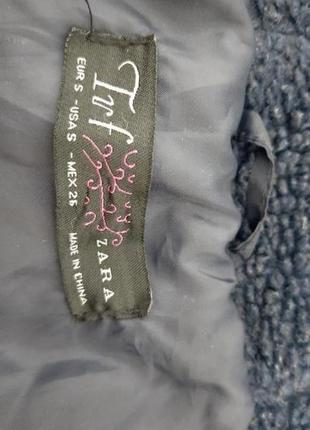 Trf
ZARA
EUR S - USA S - MEX 26
MADE IN CHINA